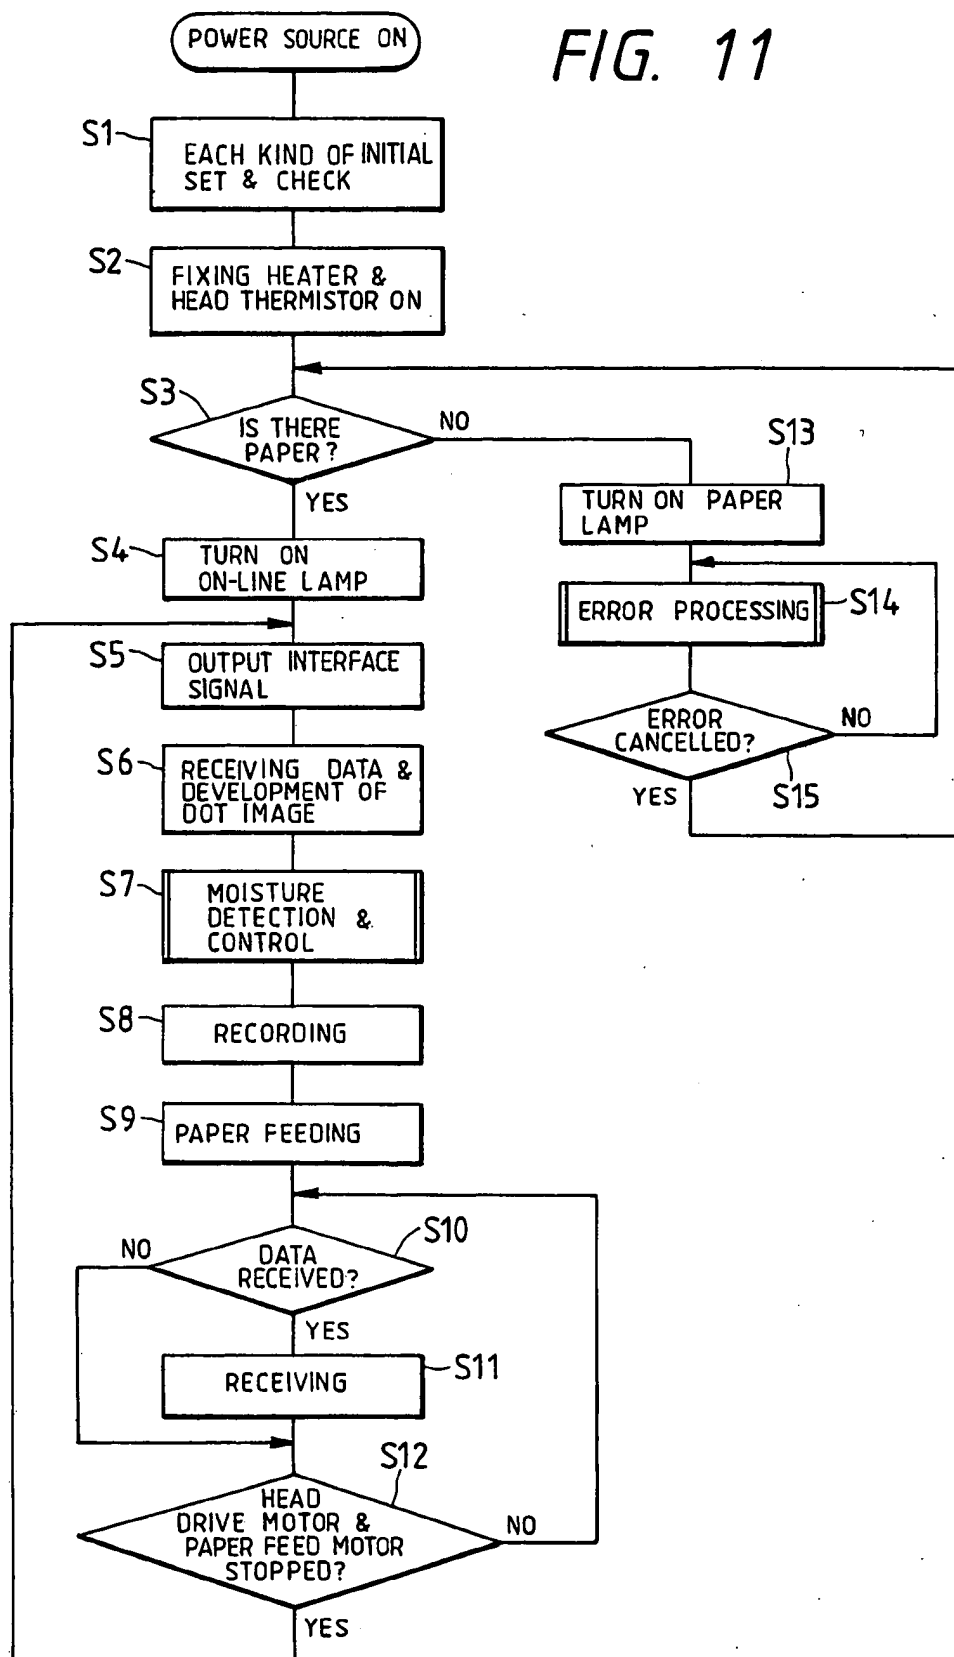 POWER SOURCE ON
FIG. 11
S1
EACH KIND OF INITIAL
SET & CHECK
S2
FIXING HEATER &
HEAD THERMISTOR ON
S3
IS THERE
PAPER?
NO
YES
S13
TURN ON PAPER
LAMP
S4
TURN ON
ON-LINE LAMP
ERROR PROCESSING
S14
S5
OUTPUT INTERFACE
SIGNAL
ERROR
CANCELLED?
NO
S15
YES
S6
RECEIVING DATA &
DEVELOPMENT OF
DOT IMAGE
S7
MOISTURE
DETECTION &
CONTROL
S8
RECORDING
S9
PAPER FEEDING
S10
DATA
RECEIVED?
NO
YES
RECEIVING
S11
S12
HEAD
DRIVE MOTOR &
PAPER FEED MOTOR
STOPPED?
NO
YES